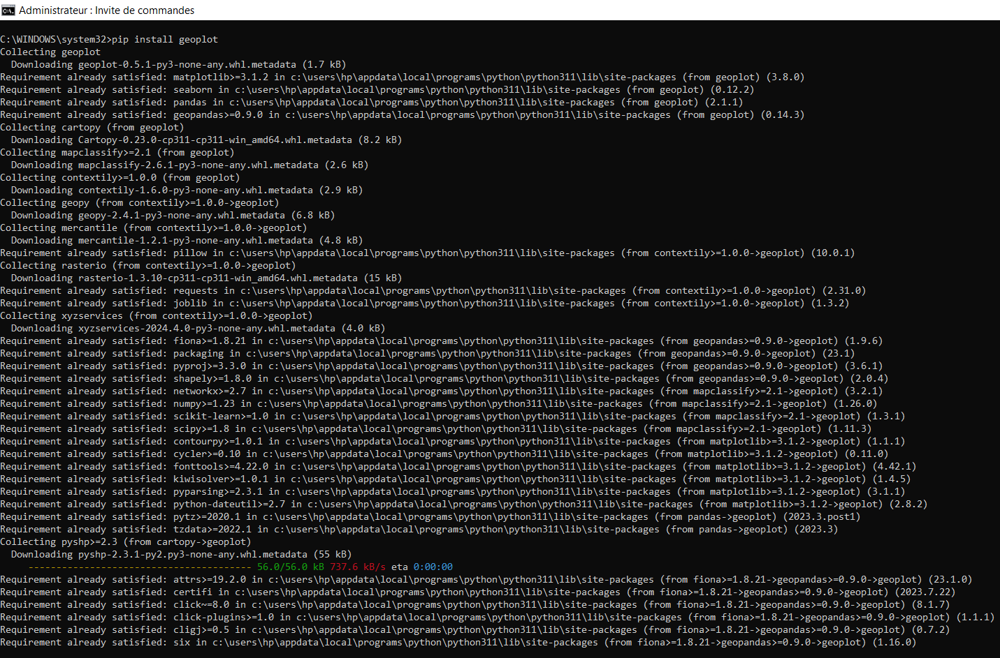 Administrateur : Invite de commandes
C:\WINDOWS\system32>pip install geoplot
Collecting geoplot
  Downloading geoplot-0.5.1-py3-none-any.whl.metadata (1.7 kB)
Requirement already satisfied: matplotlib>=3.1.2 in c:\users\hp\appdata\local\programs\python\python311\lib\site-packages (from geoplot) (3.8.0)
Requirement already satisfied: seaborn in c:\users\hp\appdata\local\programs\python\python311\lib\site-packages (from geoplot) (0.12.2)
Requirement already satisfied: pandas in c:\users\hp\appdata\local\programs\python\python311\lib\site-packages (from geoplot) (2.1.1)
Requirement already satisfied: geopandas>=0.9.0 in c:\users\hp\appdata\local\programs\python\python311\lib\site-packages (from geoplot) (0.14.3)
Collecting cartopy (from geoplot)
  Downloading Cartopy-0.23.0-cp311-cp311-win_amd64.whl.metadata (8.2 kB)
Collecting mapclassify>=2.1 (from geoplot)
  Downloading mapclassify-2.6.1-py3-none-any.whl.metadata (2.6 kB)
Collecting contextily>=1.0.0 (from geoplot)
  Downloading contextily-1.6.0-py3-none-any.whl.metadata (2.9 kB)
Collecting geopy (from contextily>=1.0.0->geoplot)
  Downloading geopy-2.4.1-py3-none-any.whl.metadata (6.8 kB)
Collecting mercantile (from contextily>=1.0.0->geoplot)
  Downloading mercantile-1.2.1-py3-none-any.whl.metadata (4.8 kB)
Requirement already satisfied: pillow in c:\users\hp\appdata\local\programs\python\python311\lib\site-packages (from contextily>=1.0.0->geoplot) (10.0.1)
Collecting rasterio (from contextily>=1.0.0->geoplot)
  Downloading rasterio-1.3.10-cp311-cp311-win_amd64.whl.metadata (15 kB)
Requirement already satisfied: requests in c:\users\hp\appdata\local\programs\python\python311\lib\site-packages (from contextily>=1.0.0->geoplot) (2.31.0)
Requirement already satisfied: joblib in c:\users\hp\appdata\local\programs\python\python311\lib\site-packages (from contextily>=1.0.0->geoplot) (1.3.2)
Collecting xyzservices (from contextily>=1.0.0->geoplot)
  Downloading xyzservices-2024.4.0-py3-none-any.whl.metadata (4.0 kB)
Requirement already satisfied: fiona>=1.8.21 in c:\users\hp\appdata\local\programs\python\python311\lib\site-packages (from geopandas>=0.9.0->geoplot) (1.9.6)
Requirement already satisfied: packaging in c:\users\hp\appdata\local\programs\python\python311\lib\site-packages (from geopandas>=0.9.0->geoplot) (23.1)
Requirement already satisfied: pyproj>=3.3.0 in c:\users\hp\appdata\local\programs\python\python311\lib\site-packages (from geopandas>=0.9.0->geoplot) (3.6.1)
Requirement already satisfied: shapely>=1.8.0 in c:\users\hp\appdata\local\programs\python\python311\lib\site-packages (from geopandas>=0.9.0->geoplot) (2.0.4)
Requirement already satisfied: networkx>=2.7 in c:\users\hp\appdata\local\programs\python\python311\lib\site-packages (from mapclassify>=2.1->geoplot) (3.2.1)
Requirement already satisfied: numpy>=1.23 in c:\users\hp\appdata\local\programs\python\python311\lib\site-packages (from mapclassify>=2.1->geoplot) (1.26.0)
Requirement already satisfied: scikit-learn>=1.0 in c:\users\hp\appdata\local\programs\python\python311\lib\site-packages (from mapclassify>=2.1->geoplot) (1.3.1)
Requirement already satisfied: scipy>=1.8 in c:\users\hp\appdata\local\programs\python\python311\lib\site-packages (from mapclassify>=2.1->geoplot) (1.11.3)
Requirement already satisfied: contourpy>=1.0.1 in c:\users\hp\appdata\local\programs\python\python311\lib\site-packages (from matplotlib>=3.1.2->geoplot) (1.1.1)
Requirement already satisfied: cycler>=0.10 in c:\users\hp\appdata\local\programs\python\python311\lib\site-packages (from matplotlib>=3.1.2->geoplot) (0.11.0)
Requirement already satisfied: fonttools>=4.22.0 in c:\users\hp\appdata\local\programs\python\python311\lib\site-packages (from matplotlib>=3.1.2->geoplot) (4.42.1)
Requirement already satisfied: kiwisolver>=1.0.1 in c:\users\hp\appdata\local\programs\python\python311\lib\site-packages (from matplotlib>=3.1.2->geoplot) (1.4.5)
Requirement already satisfied: pyparsing>=2.3.1 in c:\users\hp\appdata\local\programs\python\python311\lib\site-packages (from matplotlib>=3.1.2->geoplot) (3.1.1)
Requirement already satisfied: python-dateutil>=2.7 in c:\users\hp\appdata\local\programs\python\python311\lib\site-packages (from matplotlib>=3.1.2->geoplot) (2.8.2)
Requirement already satisfied: pytz>=2020.1 in c:\users\hp\appdata\local\programs\python\python311\lib\site-packages (from pandas->geoplot) (2023.3.post1)
Requirement already satisfied: tzdata>=2022.1 in c:\users\hp\appdata\local\programs\python\python311\lib\site-packages (from pandas->geoplot) (2023.3)
Collecting pyshp>=2.3 (from cartopy->geoplot)
  Downloading pyshp-2.3.1-py2.py3-none-any.whl.metadata (55 kB)
     ---------------------------------------- 56.0/56.0 kB 737.6 kB/s eta 0:00:00
Requirement already satisfied: attrs>=19.2.0 in c:\users\hp\appdata\local\programs\python\python311\lib\site-packages (from fiona>=1.8.21->geopandas>=0.9.0->geoplot) (23.1.0)
Requirement already satisfied: certifi in c:\users\hp\appdata\local\programs\python\python311\lib\site-packages (from fiona>=1.8.21->geopandas>=0.9.0->geoplot) (2023.7.22)
Requirement already satisfied: click~=8.0 in c:\users\hp\appdata\local\programs\python\python311\lib\site-packages (from fiona>=1.8.21->geopandas>=0.9.0->geoplot) (8.1.7)
Requirement already satisfied: click-plugins>=1.0 in c:\users\hp\appdata\local\programs\python\python311\lib\site-packages (from fiona>=1.8.21->geopandas>=0.9.0->geoplot) (1.1.1)
Requirement already satisfied: cligj>=0.5 in c:\users\hp\appdata\local\programs\python\python311\lib\site-packages (from fiona>=1.8.21->geopandas>=0.9.0->geoplot) (0.7.2)
Requirement already satisfied: six in c:\users\hp\appdata\local\programs\python\python311\lib\site-packages (from fiona>=1.8.21->geopandas>=0.9.0->geoplot) (1.16.0)